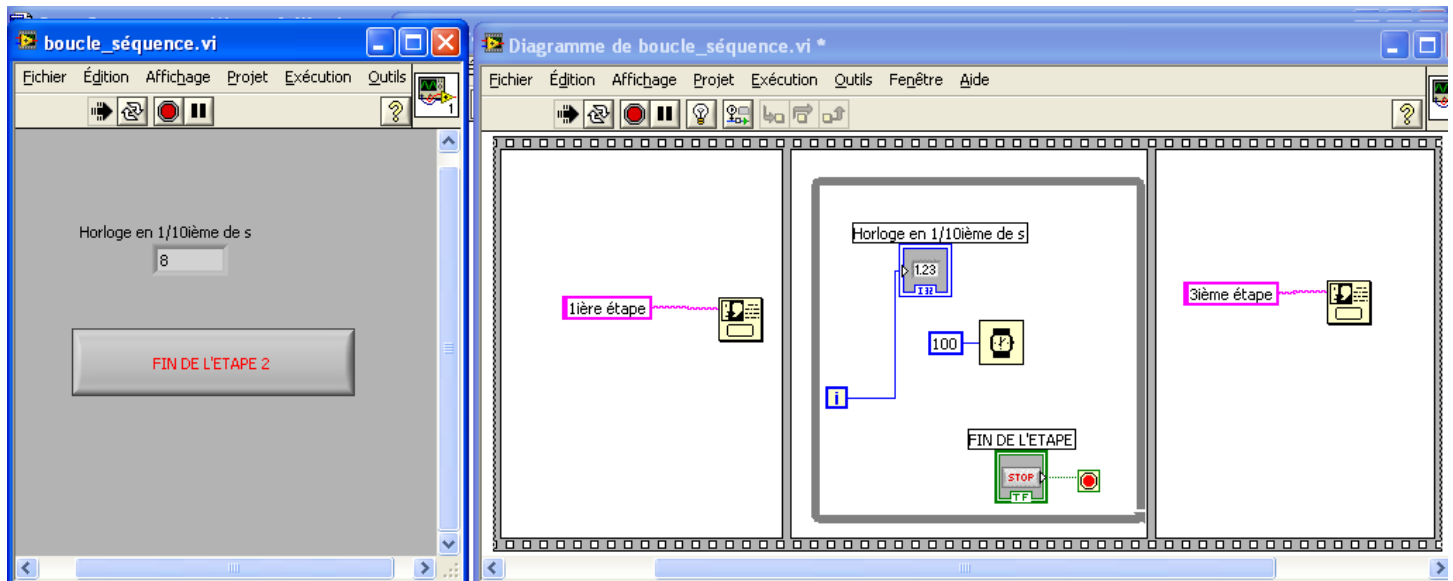 boucle_séquence.vi
Fichier Édition Affichage Projet Exécution Outils
1
Horloge en 1/10ième de s
8
FIN DE L'ETAPE 2
Diagramme de boucle_séquence.vi *
Fichier Édition Affichage Projet Exécution Outils Fenêtre Aide
1ière étape
Horloge en 1/10ième de s
1.23
I32
100
i
FIN DE L'ETAPE
STOP
TF
3ième étape